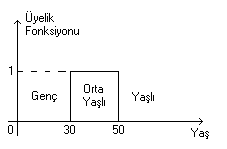 Üyelik
Fonksiyonu
1
Genç
Orta
Yaşlı
Yaşlı
0
30
50
Yaş